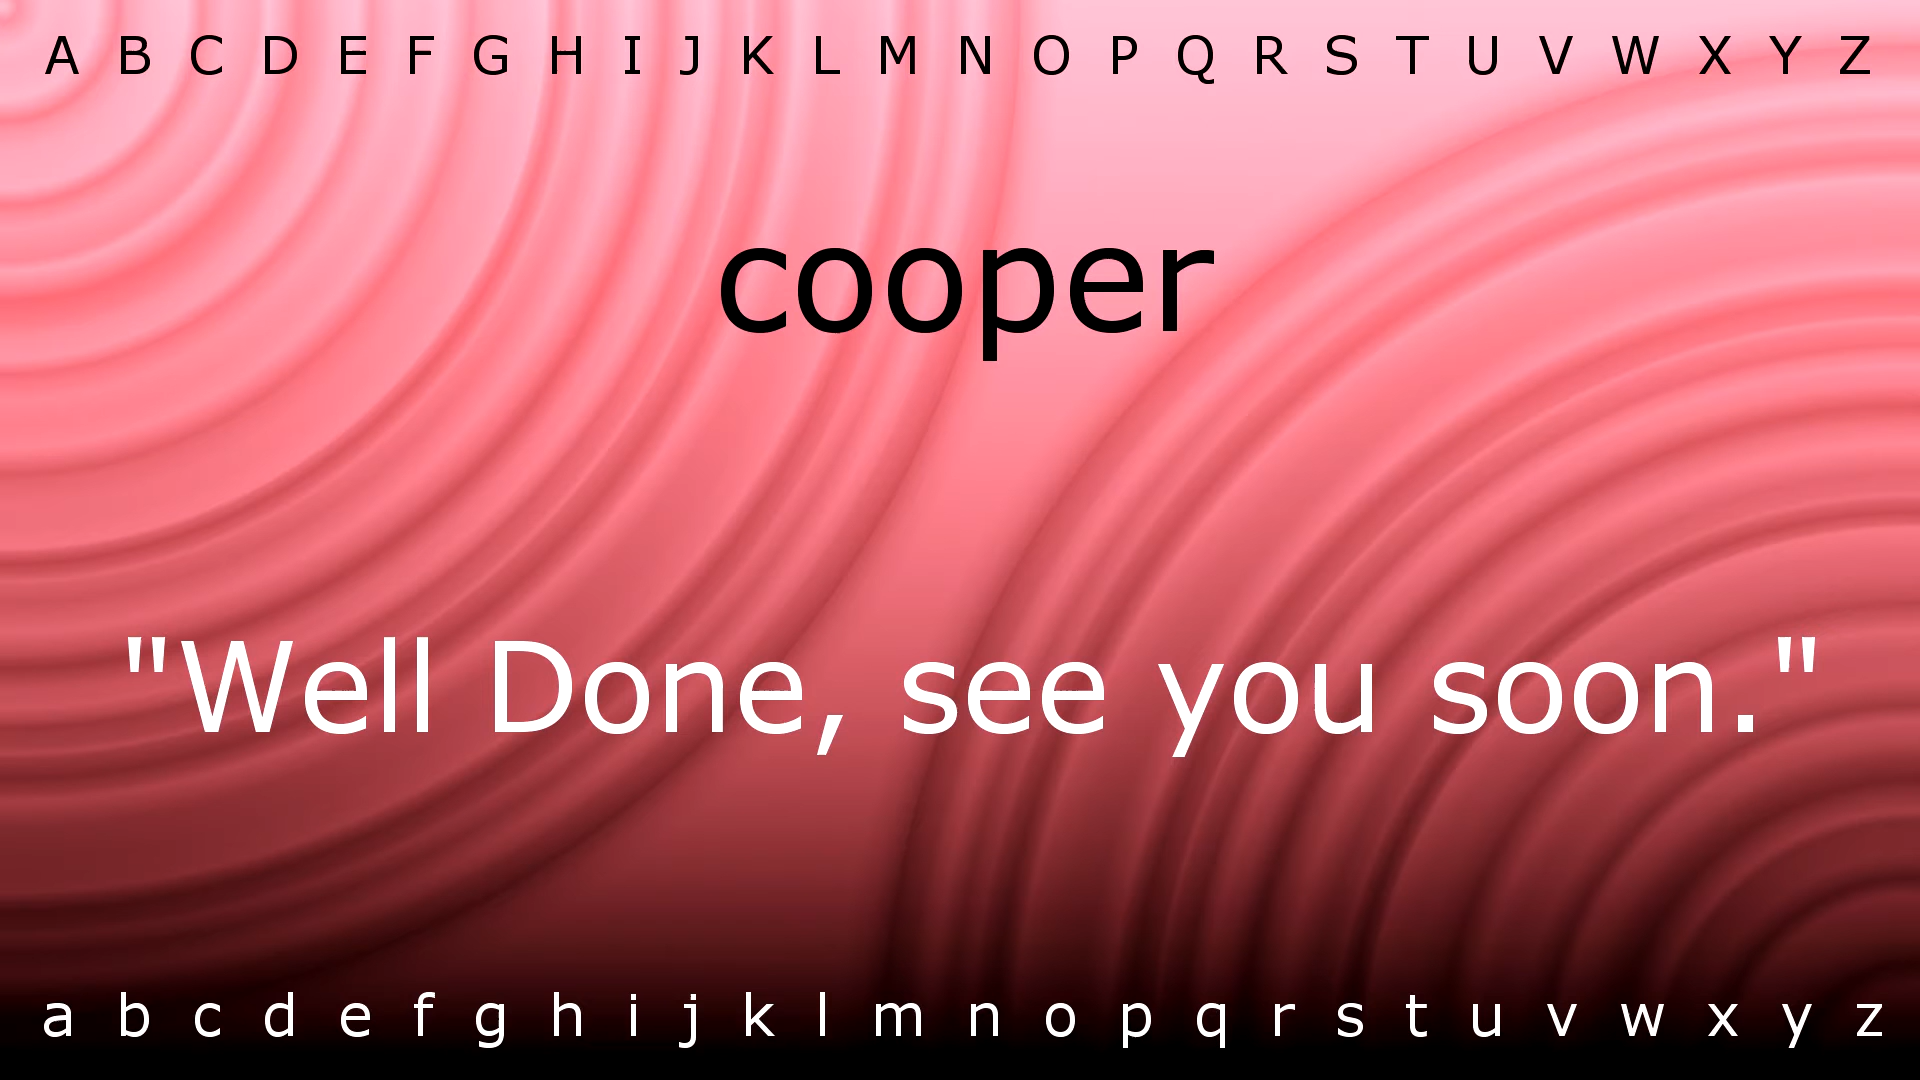 A B C D E F G H I J K L M N O P Q R S T U V W X Y Z
cooper
"Well Done, see you soon."
a b c d e f g h i j k l m n o p q r s t u v w x y z